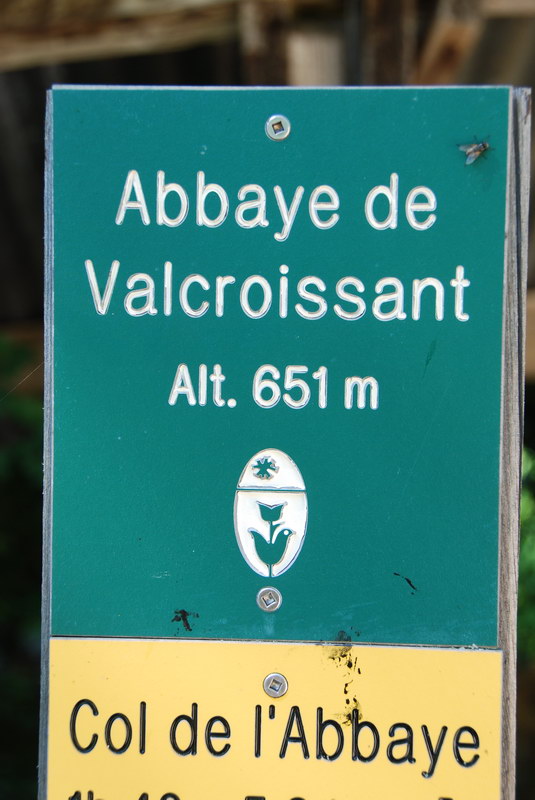 Abbaye de
Valcroissant
Alt. 651 m
Col de l'Abbaye